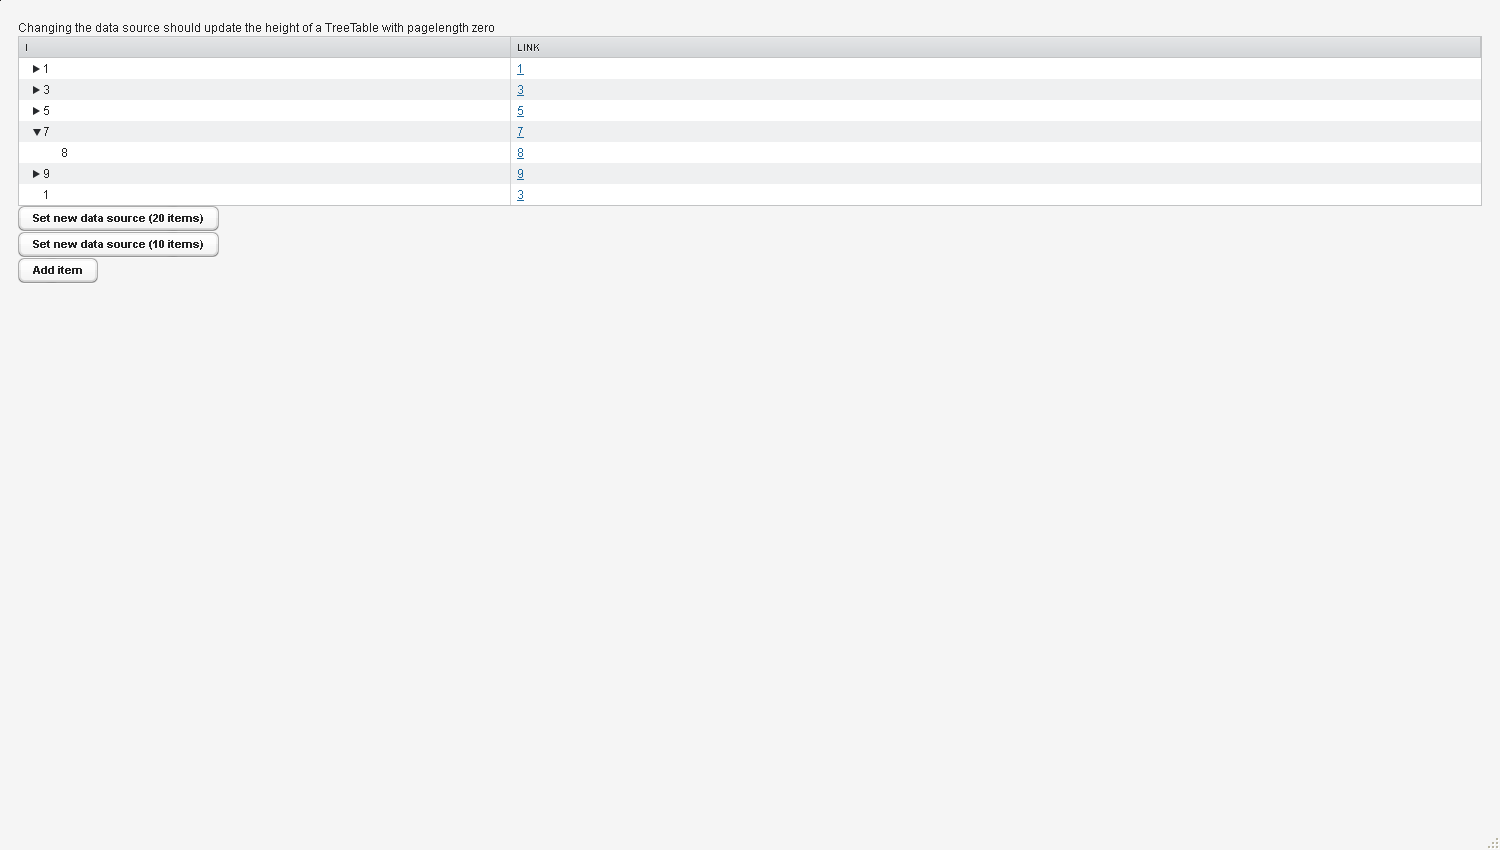 Changing the data source should update the height of a TreeTable with pagelength zero
I LINK
1 1
3 3
5 5
7 7
8 8
9 9
1 3
Set new data source (20 items)
Set new data source (10 items)
Add item